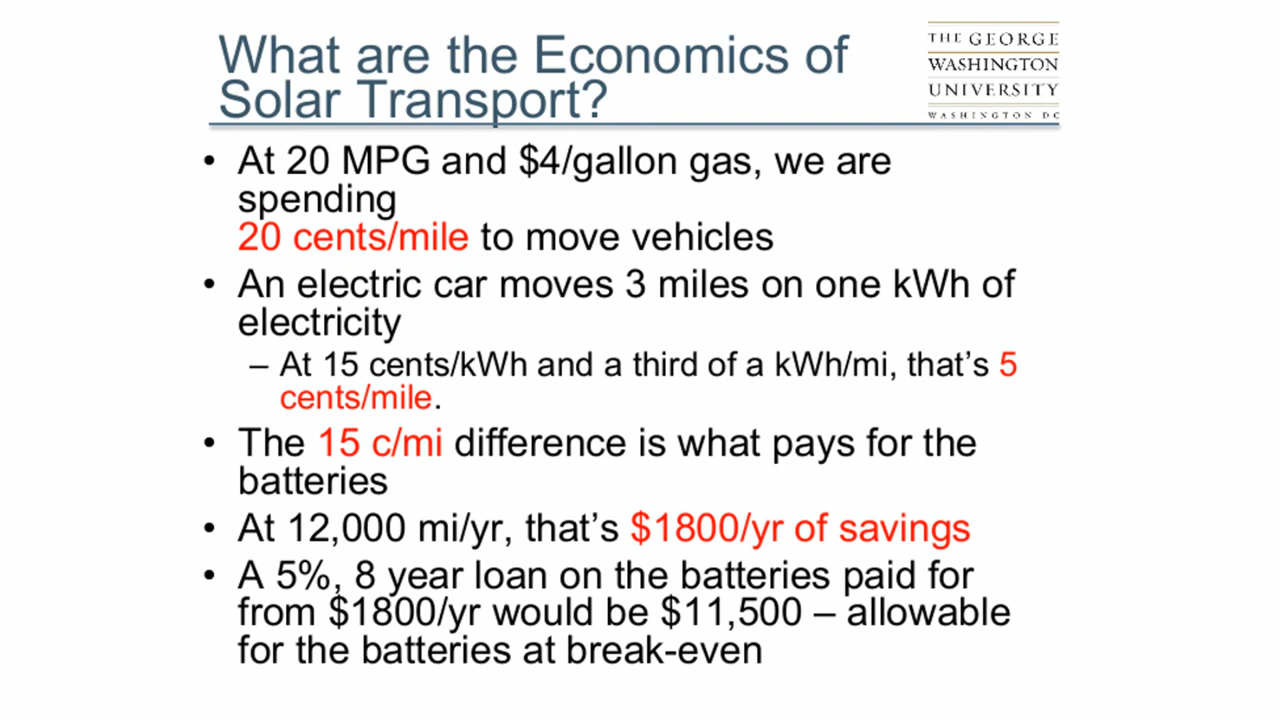 What are the Economics of
Solar Transport?
THE GEORGE
WASHINGTON
UNIVERSITY
WASHINGTON DC
• At 20 MPG and $4/gallon gas, we are
spending
20 cents/mile to move vehicles
• An electric car moves 3 miles on one kWh of
electricity
– At 15 cents/kWh and a third of a kWh/mi, that’s 5
cents/mile.
• The 15 c/mi difference is what pays for the
batteries
• At 12,000 mi/yr, that’s $1800/yr of savings
• A 5%, 8 year loan on the batteries paid for
from $1800/yr would be $11,500 – allowable
for the batteries at break-even